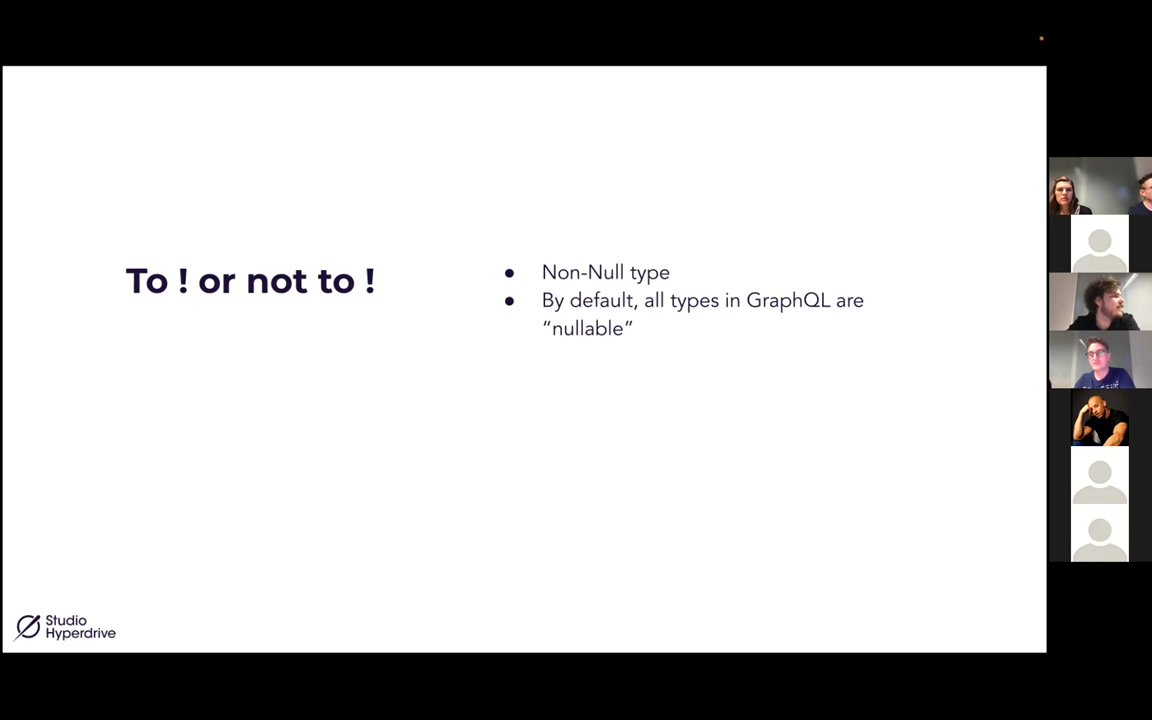 To ! or not to !
● Non-Null type
● By default, all types in GraphQL are
“nullable”
Studio
Hyperdrive